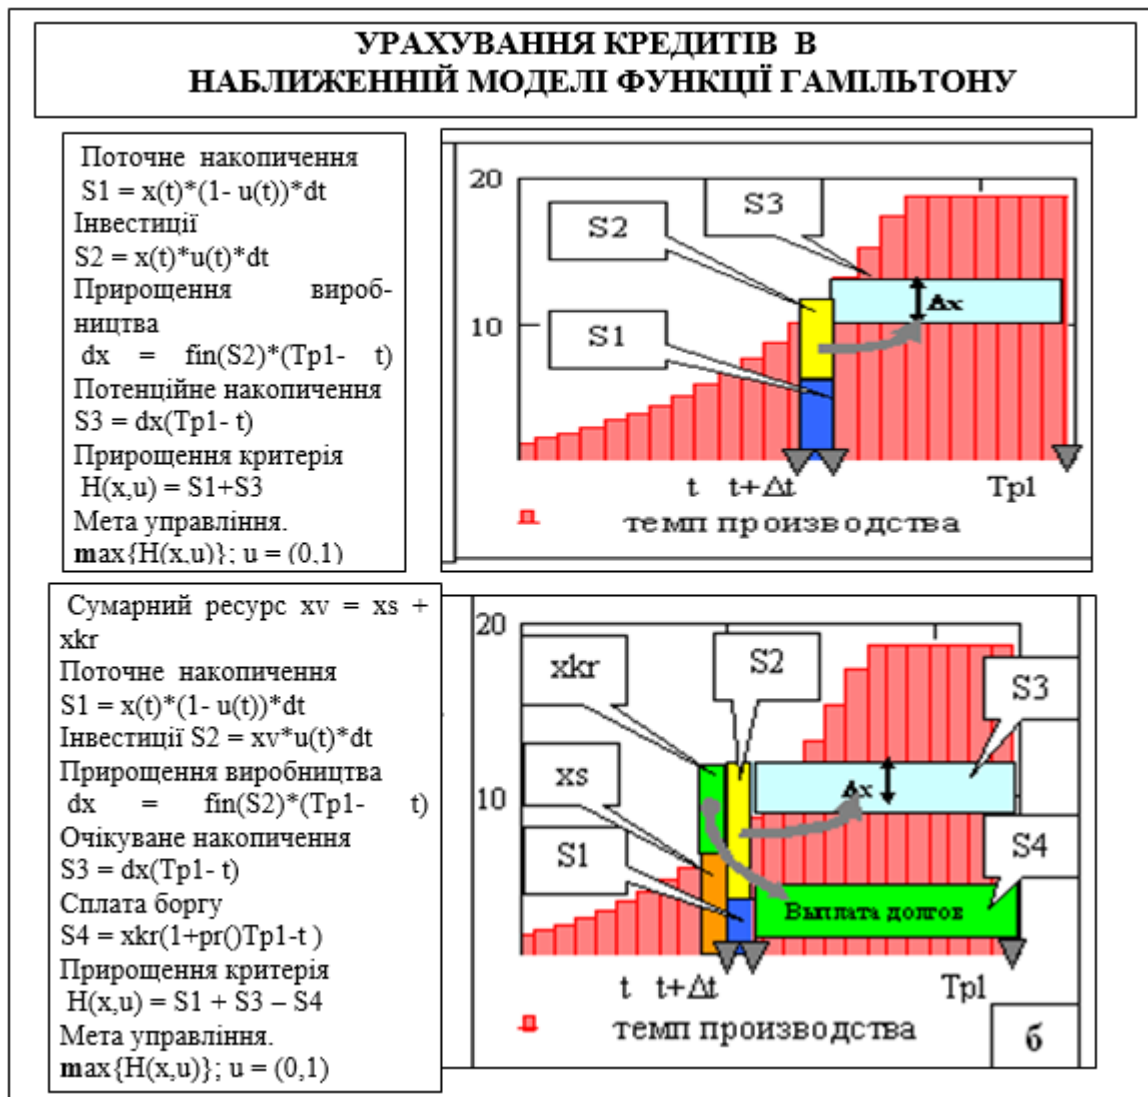 УРАХУВАННЯ КРЕДИТІВ В
НАБЛИЖЕННІЙ МОДЕЛІ ФУНКЦІЇ ГАМІЛЬТОНУ
Поточне накопичення
S1 = x(t)*(1- u(t))*dt
Інвестиції
S2 = x(t)*u(t)*dt
Прирощення вироб-
ництва
dx = fin(S2)*(Tp1- t)
Потенційне накопичення
S3 = dx(Tp1- t)
Прирощення критерія
H(x,u) = S1+S3
Мета управління.
max{H(x,u)}; u = (0,1)
20
S3
S2
Δx
10
S1
t t+Δt Tp1
темп производства
Сумарний ресурс xv = xs +
xkr
Поточне накопичення
S1 = x(t)*(1- u(t))*dt
Інвестиції S2 = xv*u(t)*dt
Прирощення виробництва
dx = fin(S2)*(Tp1- t)
Очікуване накопичення
S3 = dx(Tp1- t)
Сплата боргу
S4 = xkr(1+pr()Tp1-t )
Прирощення критерія
H(x,u) = S1 + S3 – S4
Мета управління.
max{H(x,u)}; u = (0,1)
20
xkr
S2
S3
xs
Δx
10
S1
S4
Выплата долгов
t t+Δt Tp1
темп производства
б